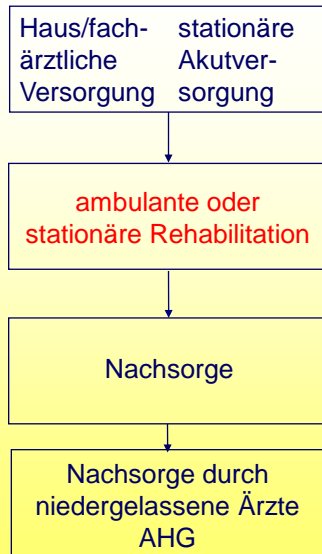 Haus/fach-
ärztliche
Versorgung
stationäre
Akutver-
sorgung
ambulante oder
stationäre Rehabilitation
Nachsorge
Nachsorge durch
niedergelassene Ärzte
AHG